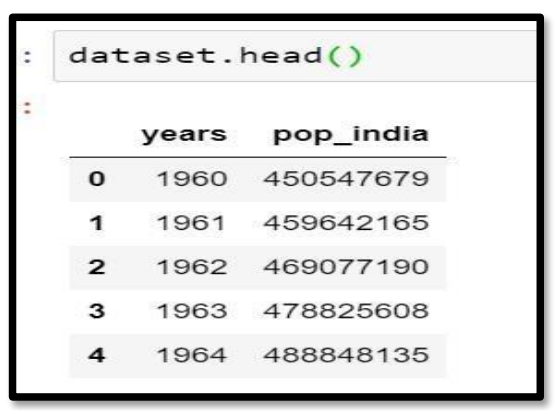 : dataset.head()
:
years pop_india
0 1960 450547679
1 1961 459642165
2 1962 469077190
3 1963 478825608
4 1964 488848135